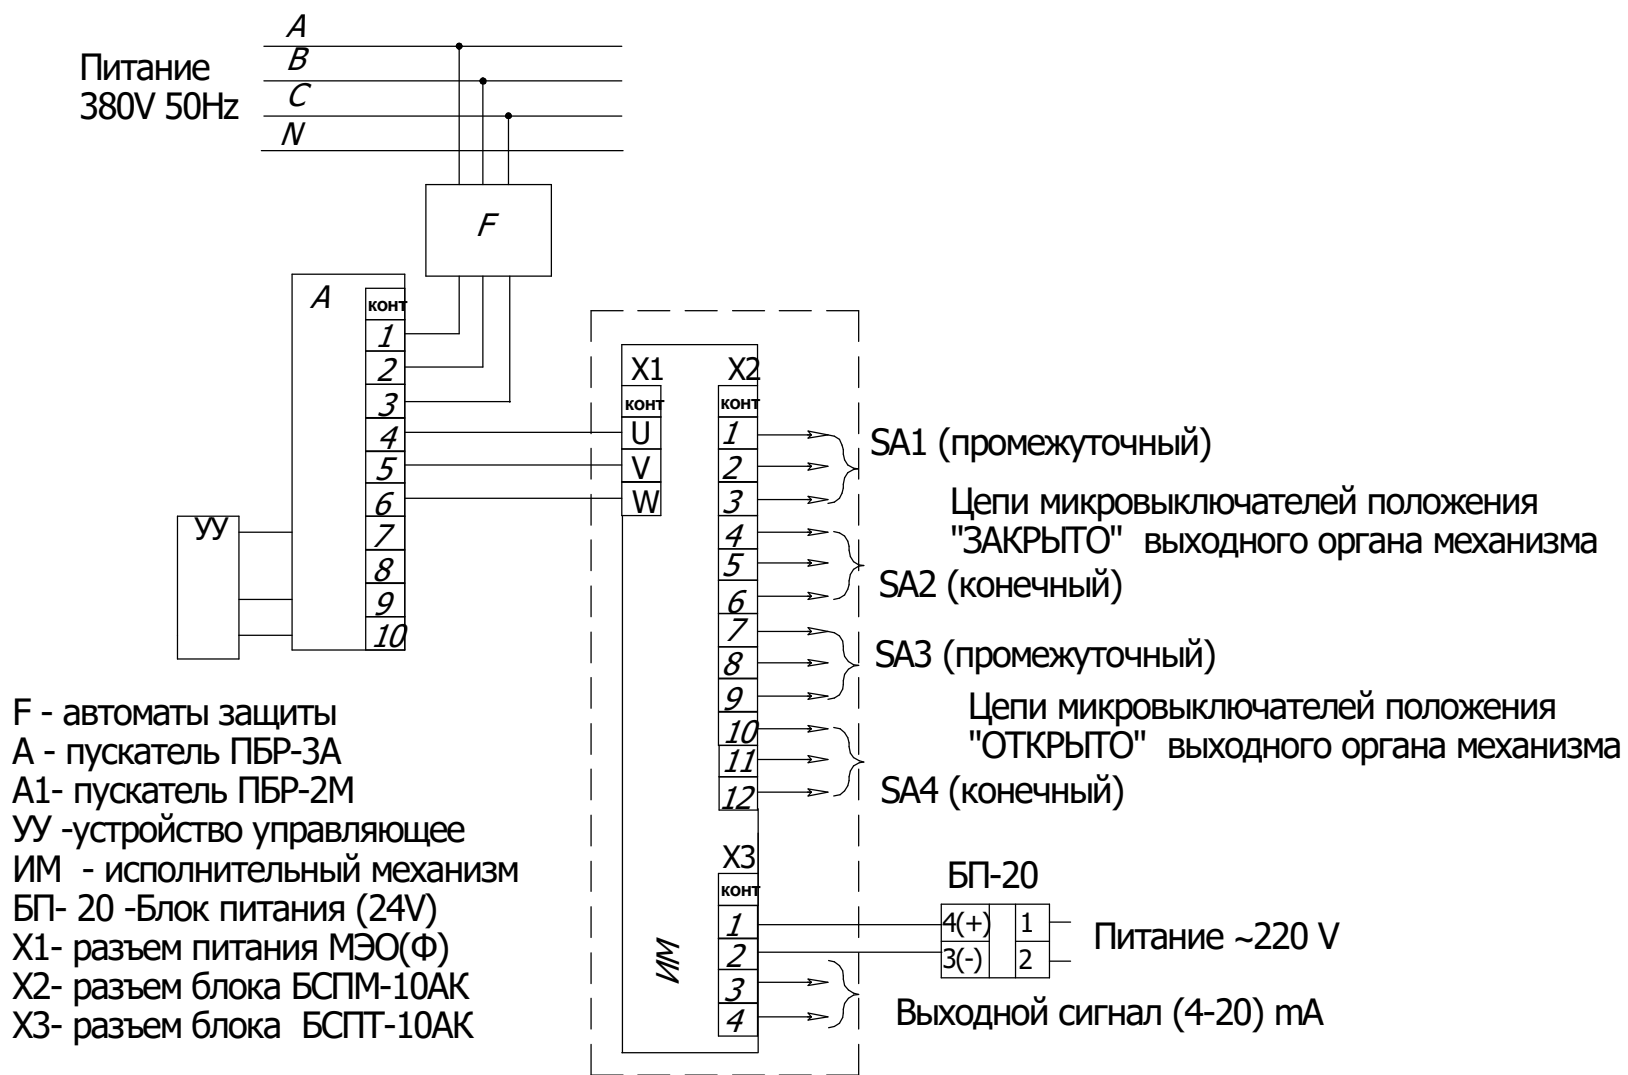 A
Питание
B
380V 50Hz
C
N
F
A
конт
1
2
3
4
5
6
7
8
9
10
УУ
X1
конт
U
V
W
X2
конт
1
2
3
4
5
6
7
8
9
10
11
12
SA1 (промежуточный)
Цепи микровыключателей положения
"ЗАКРЫТО" выходного органа механизма
SA2 (конечный)
SA3 (промежуточный)
Цепи микровыключателей положения
"ОТКРЫТО" выходного органа механизма
SA4 (конечный)
X3
конт
1
2
3
4
ИМ
БП-20
4(+) 1
3(-) 2
Питание ~220 V
Выходной сигнал (4-20) mA
F - автоматы защиты
А - пускатель ПБР-3А
А1- пускатель ПБР-2М
УУ -устройство управляющее
ИМ - исполнительный механизм
БП- 20 -Блок питания (24V)
X1- разъем питания МЭО(Ф)
X2- разъем блока БСПМ-10АК
X3- разъем блока БСПТ-10АК